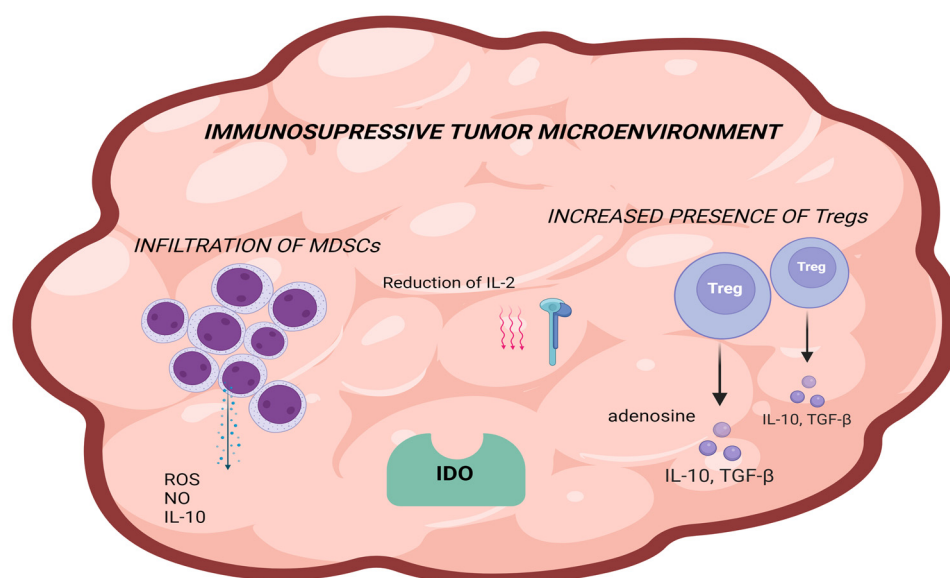 IMMUNOSUPRESSIVE TUMOR MICROENVIRONMENT
INCREASED PRESENCE OF Tregs
INFILTRATION OF MDSCs
Treg
Treg
Reduction of IL-2
adenosine
IL-10, TGF-β
IL-10, TGF-β
IDO
ROS
NO
IL-10